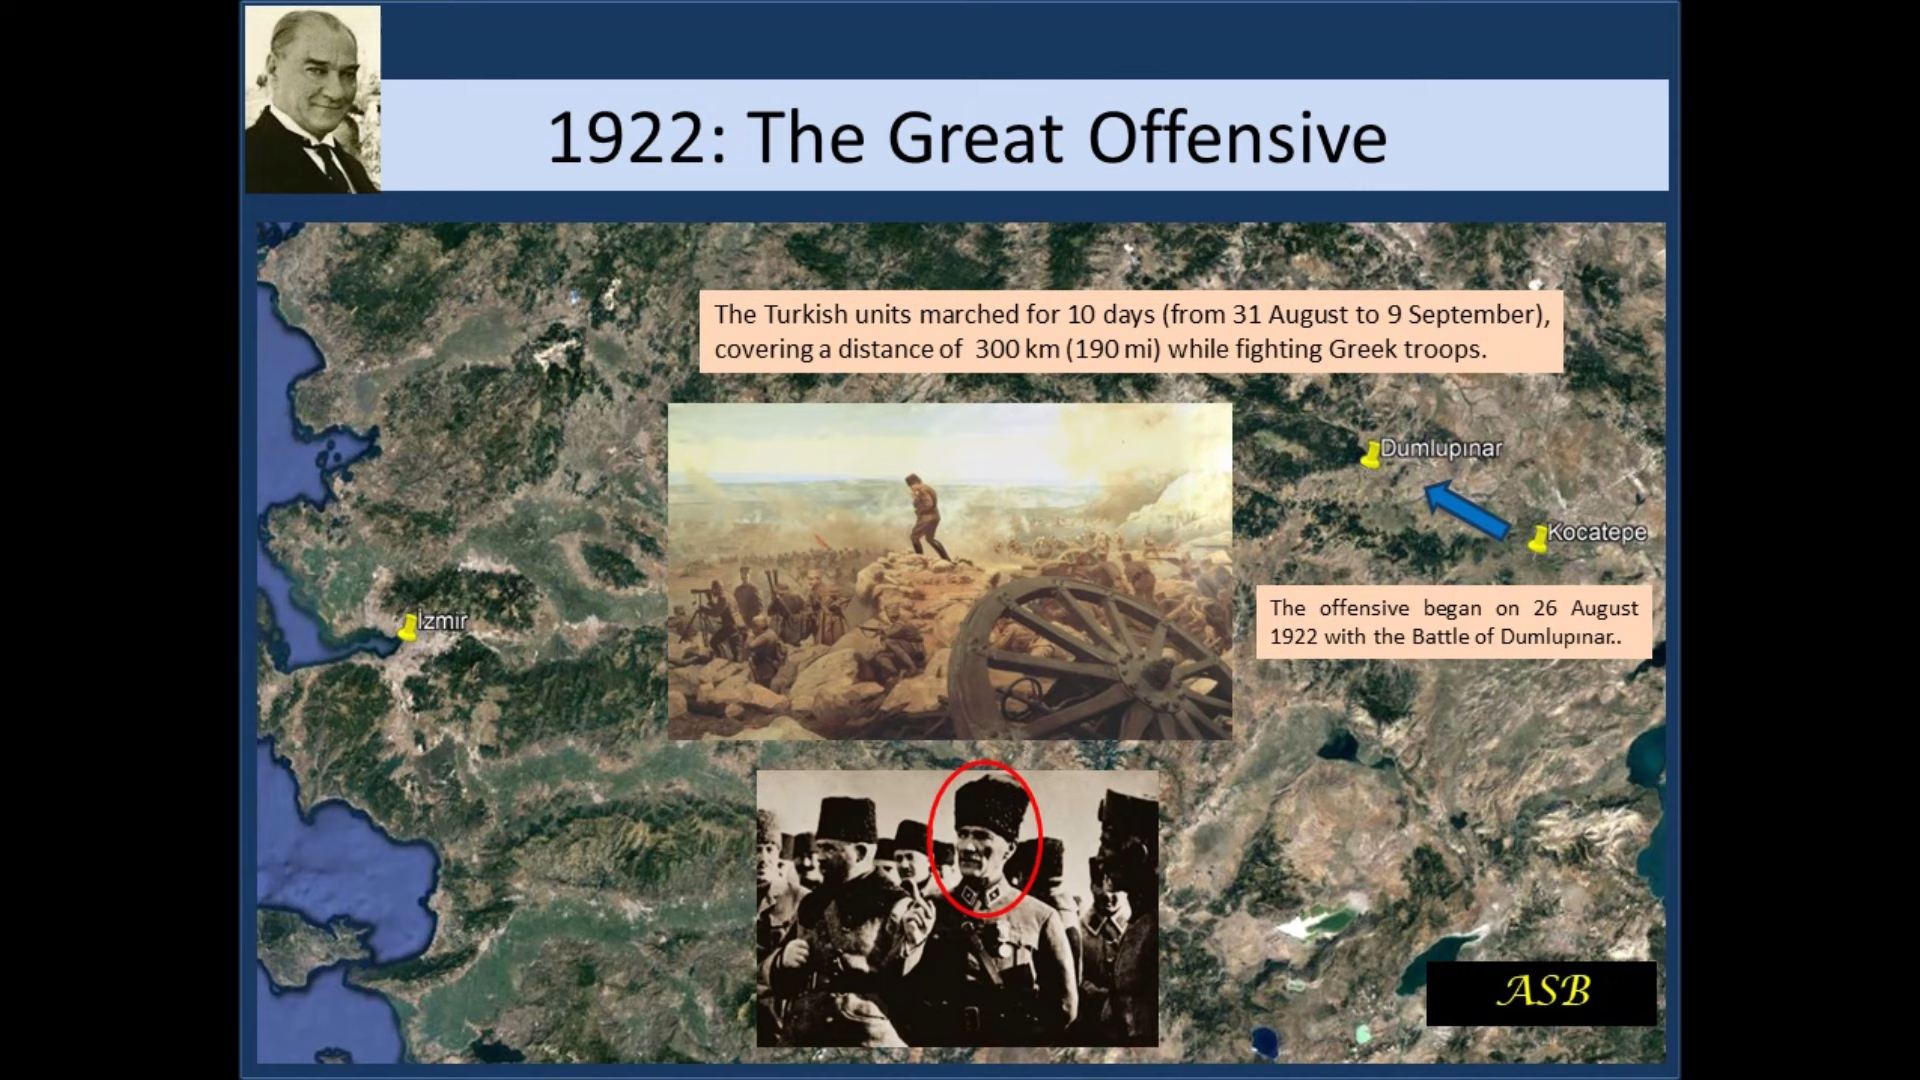 1922: The Great Offensive
The Turkish units marched for 10 days (from 31 August to 9 September),
covering a distance of 300 km (190 mi) while fighting Greek troops.
Dumlupınar
Kocatepe
The offensive began on 26 August
1922 with the Battle of Dumlupınar..
İzmir
ASB